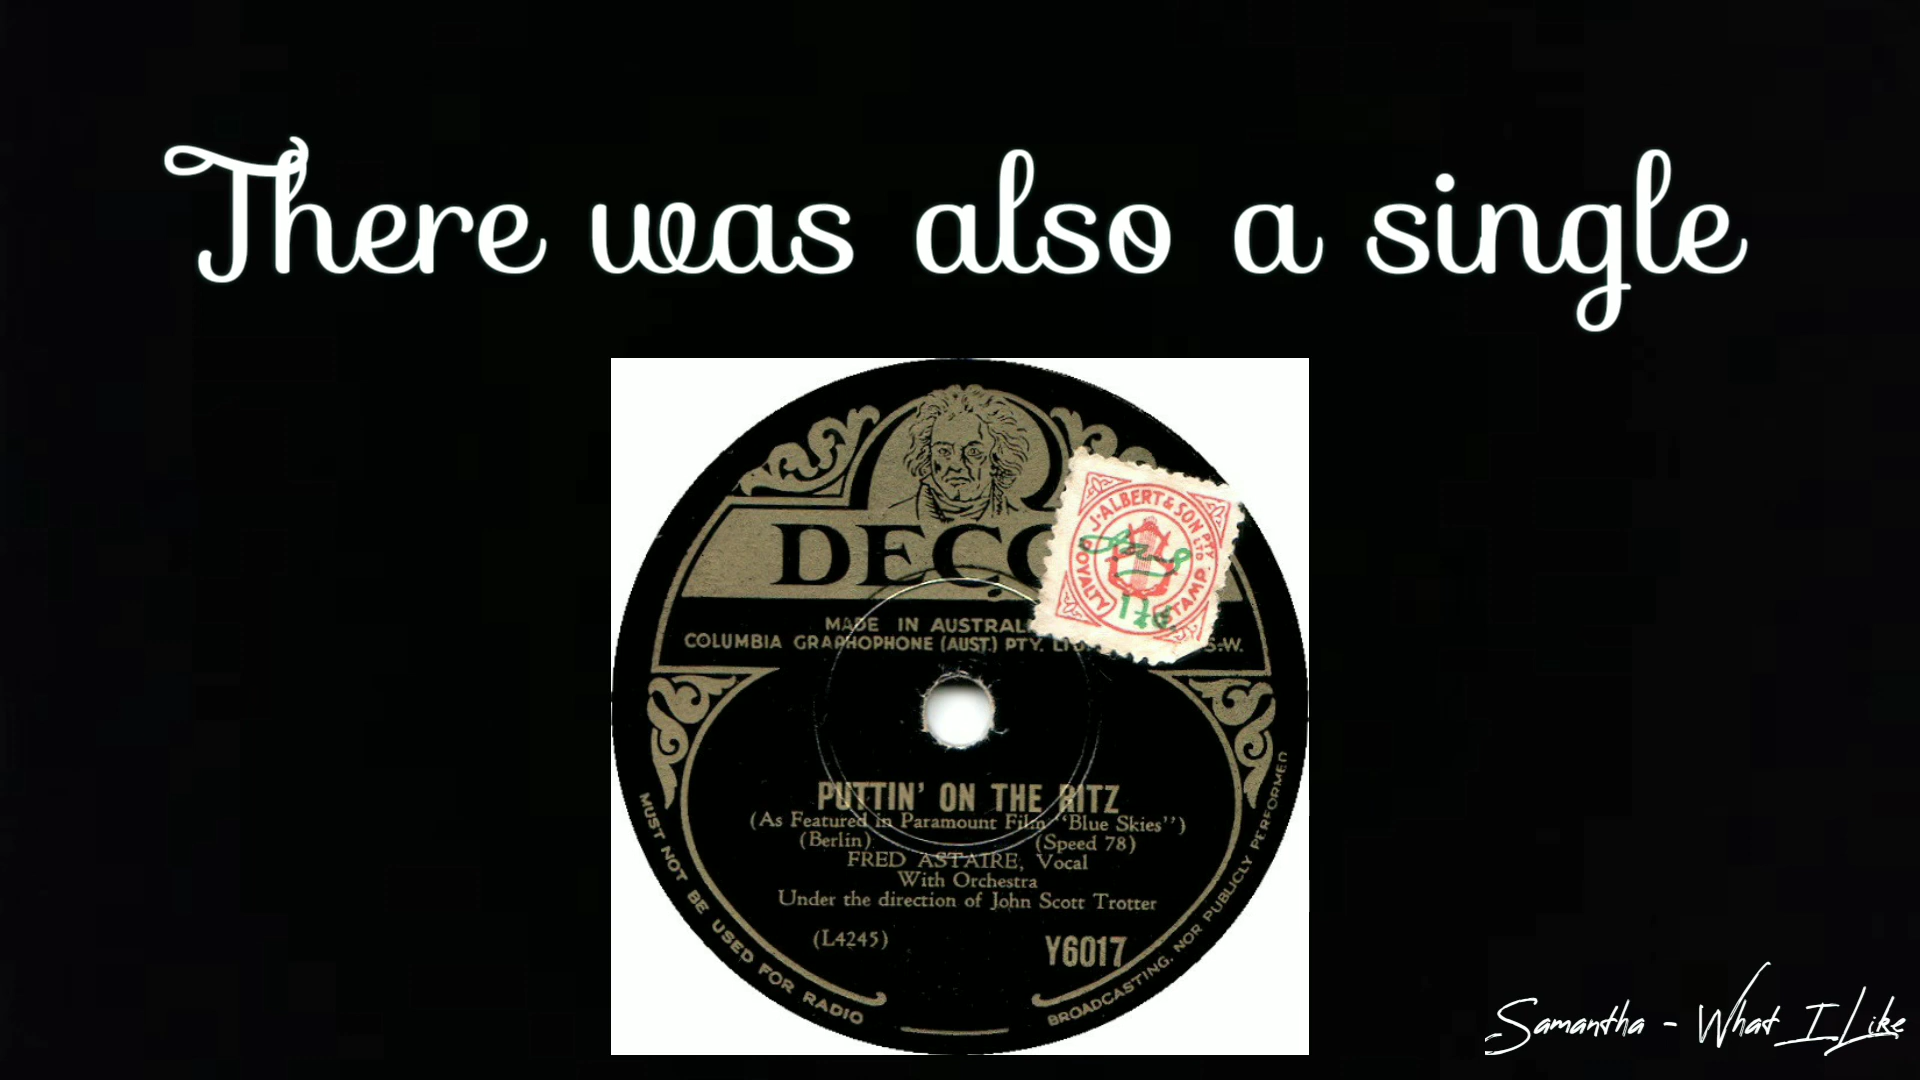 There was also a single
DECC
J. ALBERT & SON PTY LTD
ROYALTY STAMP.
MADE IN AUSTRAL
COLUMBIA GRAPHOPHONE (AUST.) PTY. LTD. S.W.
PUTTIN' ON THE RITZ
(As Featured in Paramount Film "Blue Skies")
(Berlin) (Speed 78)
FRED ASTAIRE, Vocal
With Orchestra
Under the direction of John Scott Trotter
(L4245) Y6017
MUST NOT BE USED FOR RADIO BROADCASTING, NOR PUBLICLY PERFORMED
Samantha - What I Like